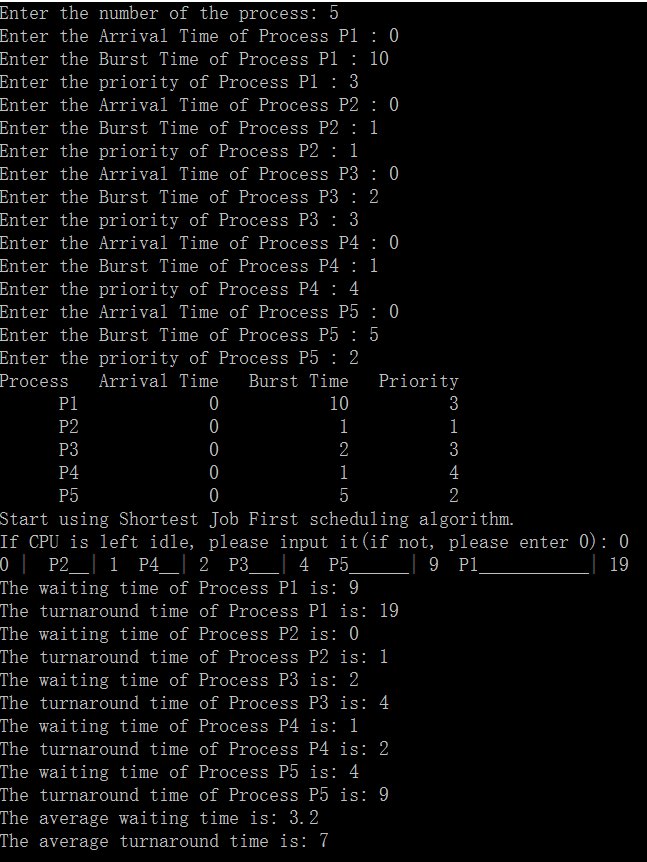 Enter the number of the process: 5
Enter the Arrival Time of Process P1 : 0
Enter the Burst Time of Process P1 : 10
Enter the priority of Process P1 : 3
Enter the Arrival Time of Process P2 : 0
Enter the Burst Time of Process P2 : 1
Enter the priority of Process P2 : 1
Enter the Arrival Time of Process P3 : 0
Enter the Burst Time of Process P3 : 2
Enter the priority of Process P3 : 3
Enter the Arrival Time of Process P4 : 0
Enter the Burst Time of Process P4 : 1
Enter the priority of Process P4 : 4
Enter the Arrival Time of Process P5 : 0
Enter the Burst Time of Process P5 : 5
Enter the priority of Process P5 : 2
Process   Arrival Time   Burst Time   Priority
      P1             0           10          3
      P2             0            1          1
      P3             0            2          3
      P4             0            1          4
      P5             0            5          2
Start using Shortest Job First scheduling algorithm.
If CPU is left idle, please input it(if not, please enter 0): 0
0 |  P2__| 1  P4__| 2  P3___| 4  P5______| 9  P1___________| 19
The waiting time of Process P1 is: 9
The turnaround time of Process P1 is: 19
The waiting time of Process P2 is: 0
The turnaround time of Process P2 is: 1
The waiting time of Process P3 is: 2
The turnaround time of Process P3 is: 4
The waiting time of Process P4 is: 1
The turnaround time of Process P4 is: 2
The waiting time of Process P5 is: 4
The turnaround time of Process P5 is: 9
The average waiting time is: 3.2
The average turnaround time is: 7